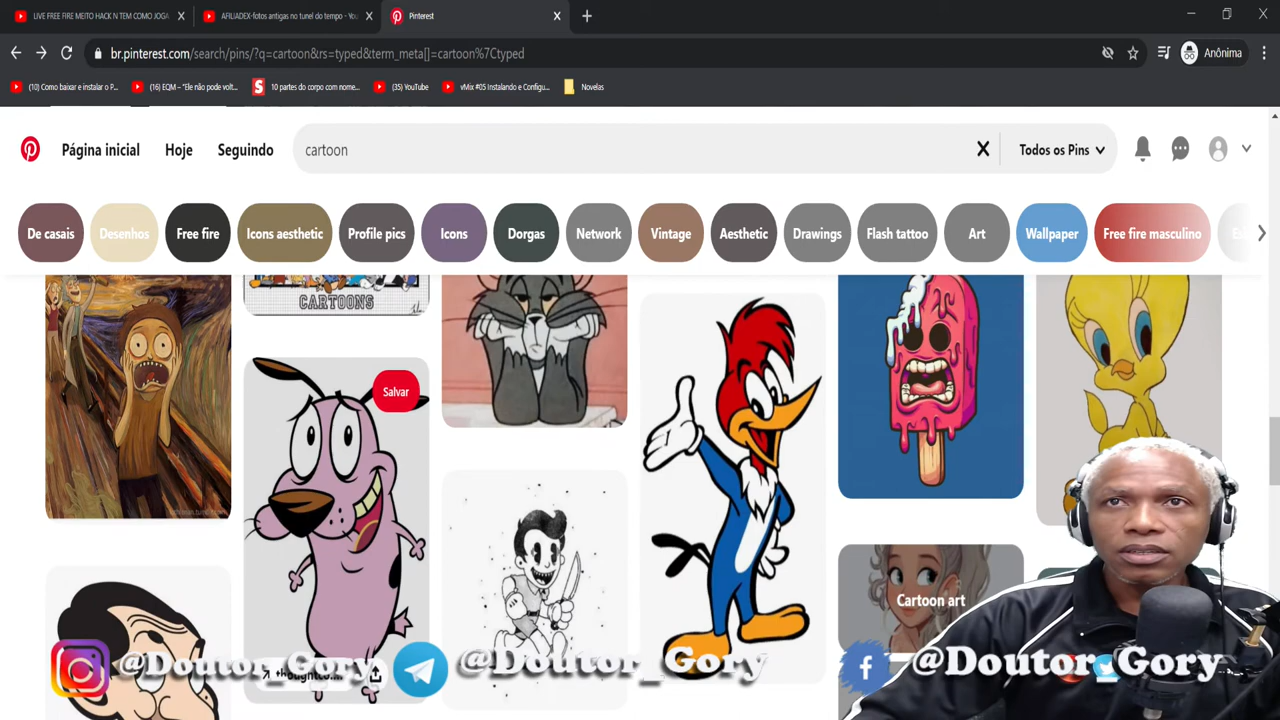 LIVE FREE FIRE MEITO HACK N TEM COMO JOGA
AFILIADEX-fotos antigas no tunel do tempo - You
Pinterest
br.pinterest.com/search/pins/?q=cartoon&rs=typed&term_meta[]=cartoon%7Ctyped
Anônima
(10) Como baixar e instalar o P...
(16) EQM – "Ele não pode volt...
10 partes do corpo com nome...
(35) YouTube
vMix #05 Instalando e Configu...
Novelas
Página inicial
Hoje
Seguindo
cartoon
Todos os Pins
De casais
Desenhos
Free fire
Icons aesthetic
Profile pics
Icons
Dorgas
Network
Vintage
Aesthetic
Drawings
Flash tattoo
Art
Wallpaper
Free fire masculino
CARTOONS
Salvar
Cartoon art
thoughtco...
@Doutor_Gory
@Doutor_Gory
@Doutor_Gory